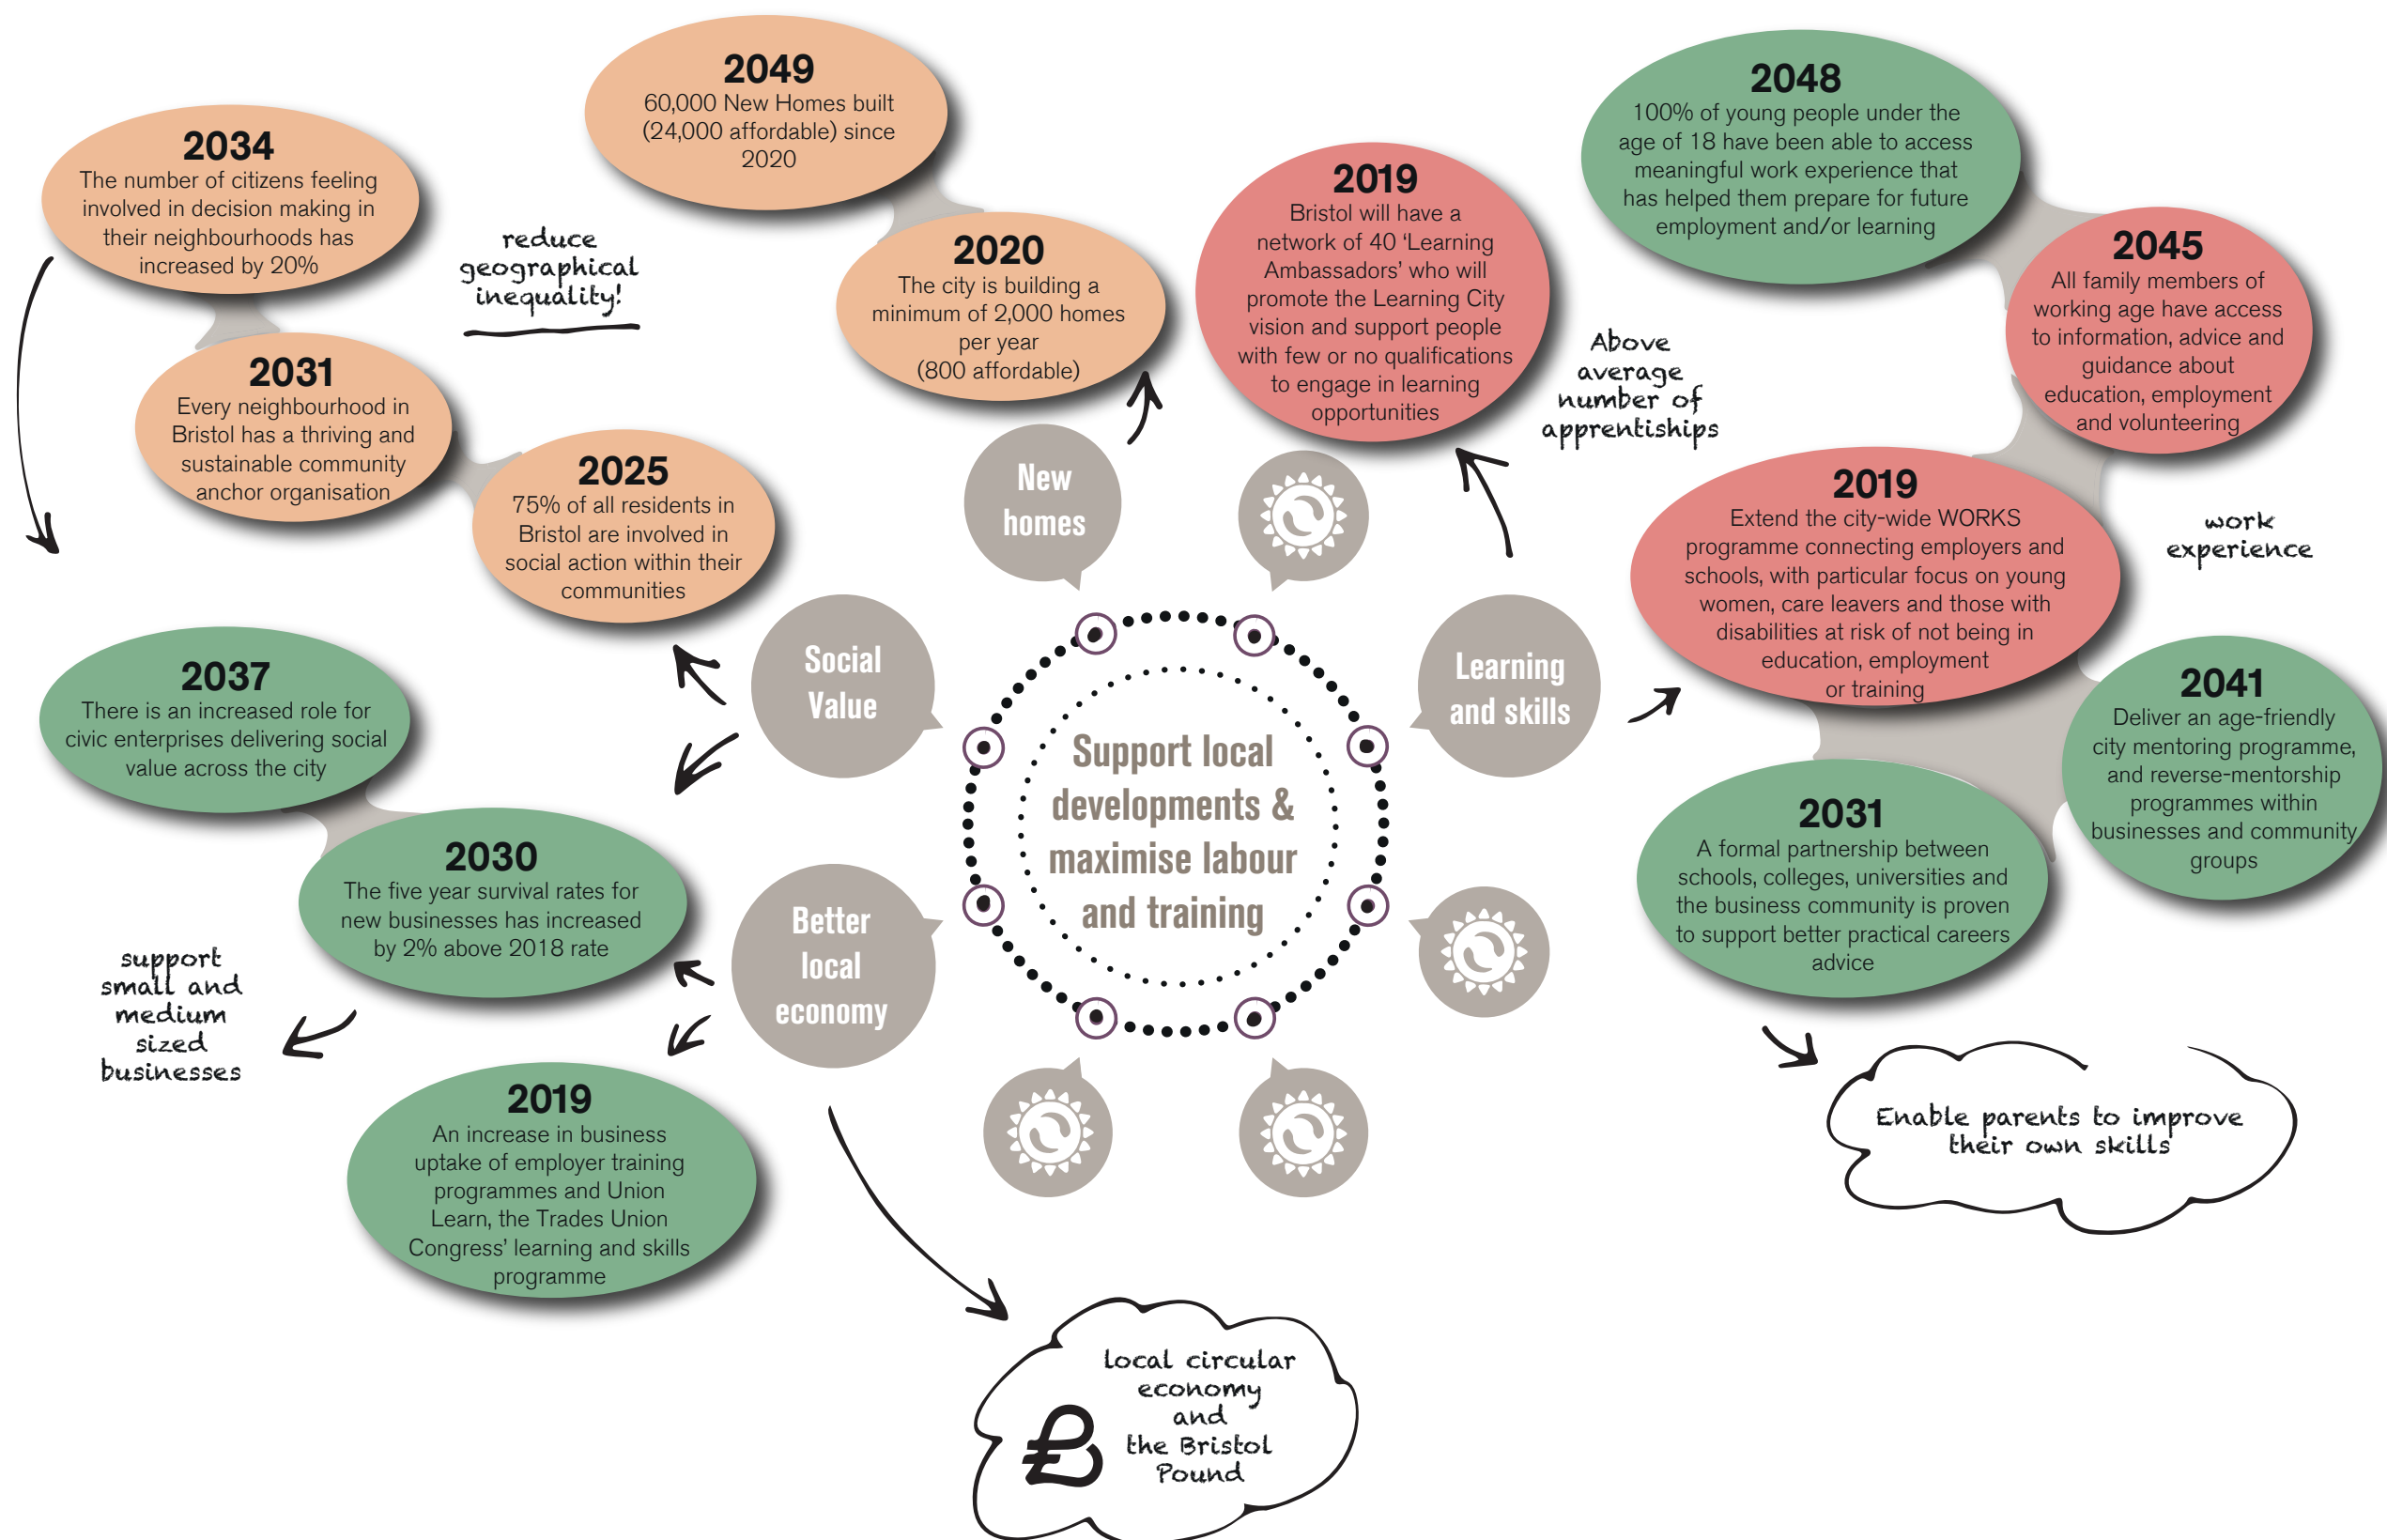 2049
60,000 New Homes built
(24,000 affordable) since
2020
2048
100% of young people under the
age of 18 have been able to access
meaningful work experience that
has helped them prepare for future
employment and/or learning
2034
The number of citizens feeling
involved in decision making in
their neighbourhoods has
increased by 20%
reduce
geographical
inequality!
2020
The city is building a
minimum of 2,000 homes
per year
(800 affordable)
2019
Bristol will have a
network of 40 ‘Learning
Ambassadors’ who will
promote the Learning City
vision and support people
with few or no qualifications
to engage in learning
opportunities
Above
average
number of
apprentiships
2045
All family members of
working age have access
to information, advice and
guidance about
education, employment
and volunteering
2031
Every neighbourhood in
Bristol has a thriving and
sustainable community
anchor organisation
2025
75% of all residents in
Bristol are involved in
social action within their
communities
New
homes
2019
Extend the city-wide WORKS
programme connecting employers and
schools, with particular focus on young
women, care leavers and those with
disabilities at risk of not being in
education, employment
or training
work
experience
Social
Value
Learning
and skills
2037
There is an increased role for
civic enterprises delivering social
value across the city
Support local
developments &
maximise labour
and training
2041
Deliver an age-friendly
city mentoring programme,
and reverse-mentorship
programmes within
businesses and community
groups
2030
The five year survival rates for
new businesses has increased
by 2% above 2018 rate
2031
A formal partnership between
schools, colleges, universities and
the business community is proven
to support better practical careers
advice
Better
local
economy
support
small and
medium
sized
businesses
2019
An increase in business
uptake of employer training
programmes and Union
Learn, the Trades Union
Congress’ learning and skills
programme
Enable parents to improve
their own skills
local circular
economy
and
the Bristol
Pound